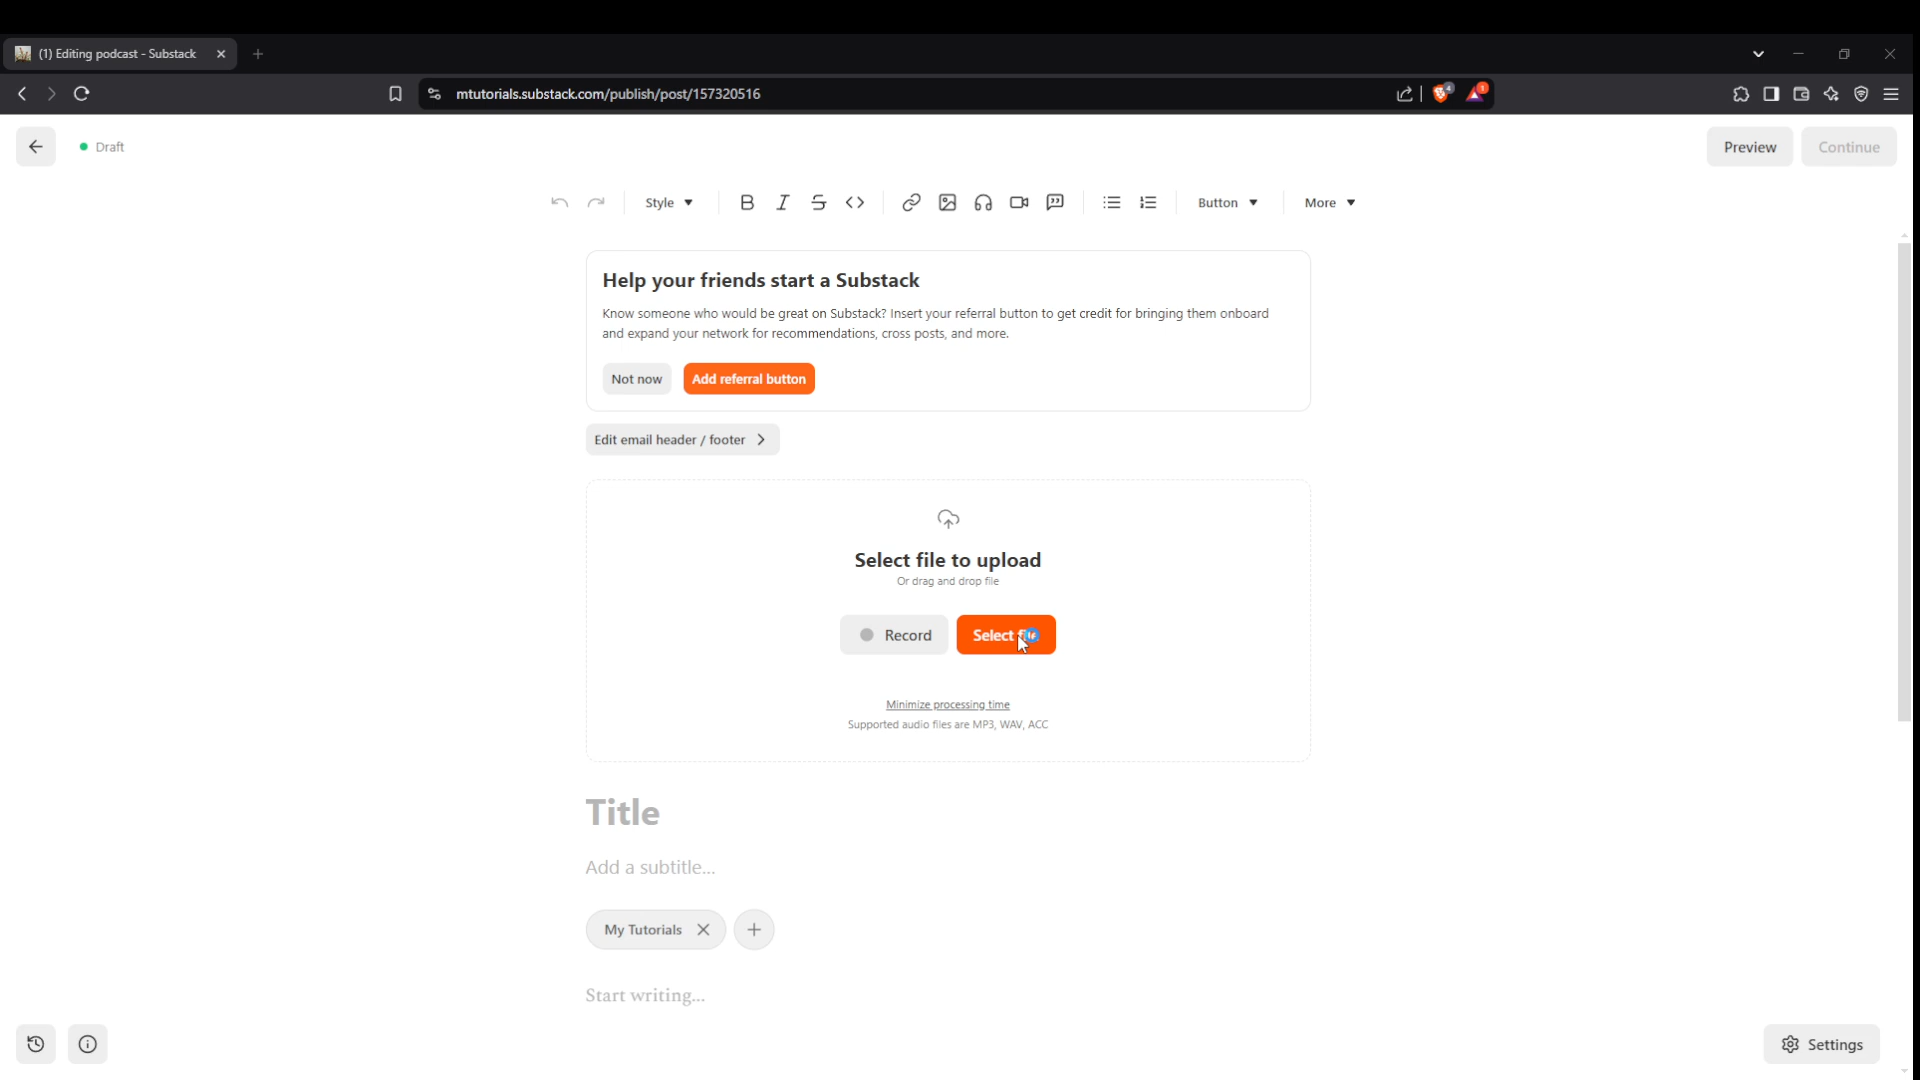 (1) Editing podcast - Substack
mtutorials.substack.com/publish/post/157320516
4
1
Draft
Preview
Continue
Style
Button
More
Help your friends start a Substack
Know someone who would be great on Substack? Insert your referral button to get credit for bringing them onboard
and expand your network for recommendations, cross posts, and more.
Not now
Add referral button
Edit email header / footer
Select file to upload
Or drag and drop file
Record
Select
Minimize processing time
Supported audio files are MP3, WAV, ACC
Title
Add a subtitle...
My Tutorials
Start writing...
Settings